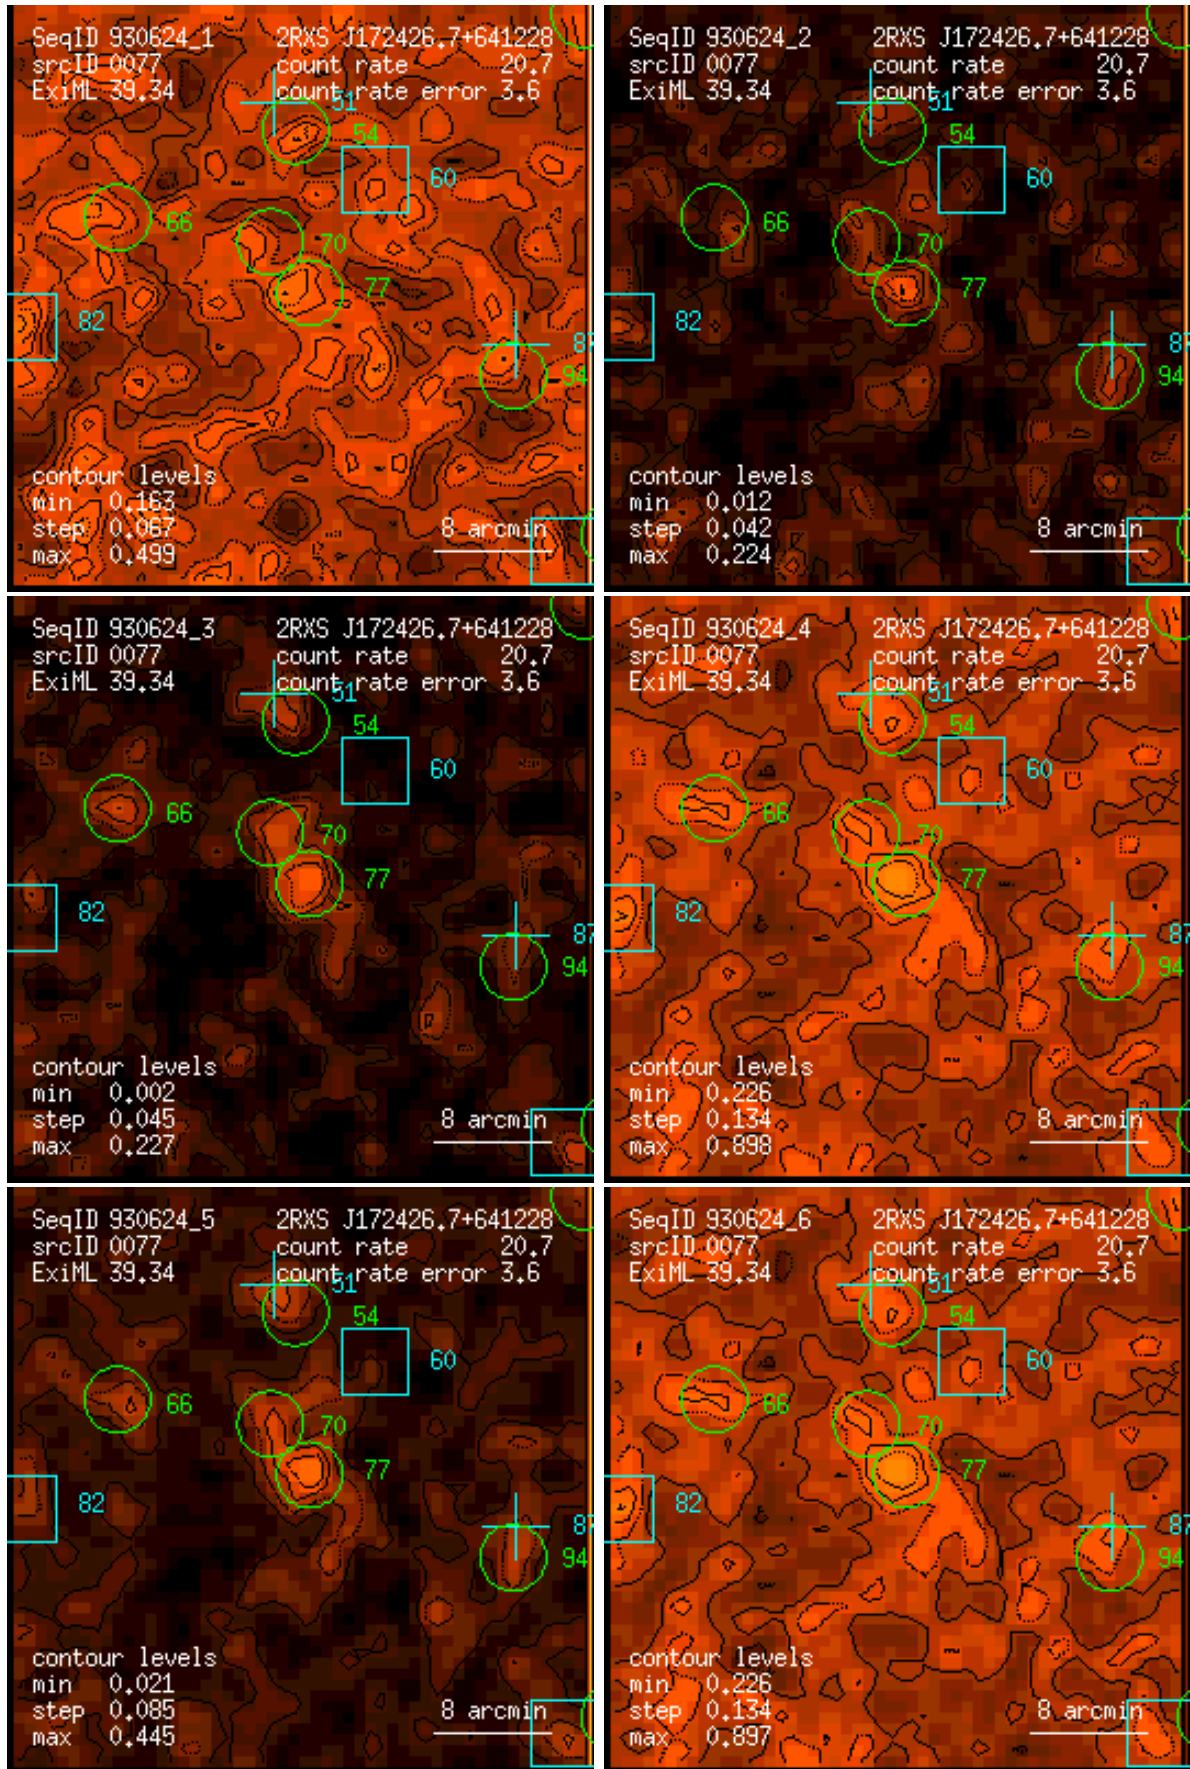 SeqID 930624_1 2RXS J172426.7+641228
srcID 0077 count rate 20.7
ExiML 39.34 count rate error 3.6
51
54
60
66
70
77
82
87
94
contour levels
min 0.163
step 0.067 8 arcmin
max 0.499
SeqID 930624_2 2RXS J172426.7+641228
srcID 0077 count rate 20.7
ExiML 39.34 count rate error 3.6
51
54
60
66
70
77
82
87
94
contour levels
min 0.012
step 0.042 8 arcmin
max 0.224
SeqID 930624_3 2RXS J172426.7+641228
srcID 0077 count rate 20.7
ExiML 39.34 count rate error 3.6
51
54
60
66
70
77
82
87
94
contour levels
min 0.002
step 0.045 8 arcmin
max 0.227
SeqID 930624_4 2RXS J172426.7+641228
srcID 0077 count rate 20.7
ExiML 39.34 count rate error 3.6
51
54
60
66
70
77
82
87
94
contour levels
min 0.226
step 0.134 8 arcmin
max 0.898
SeqID 930624_5 2RXS J172426.7+641228
srcID 0077 count rate 20.7
ExiML 39.34 count rate error 3.6
51
54
60
66
70
77
82
87
94
contour levels
min 0.021
step 0.085 8 arcmin
max 0.445
SeqID 930624_6 2RXS J172426.7+641228
srcID 0077 count rate 20.7
ExiML 39.34 count rate error 3.6
51
54
60
66
70
77
82
87
94
contour levels
min 0.226
step 0.134 8 arcmin
max 0.897